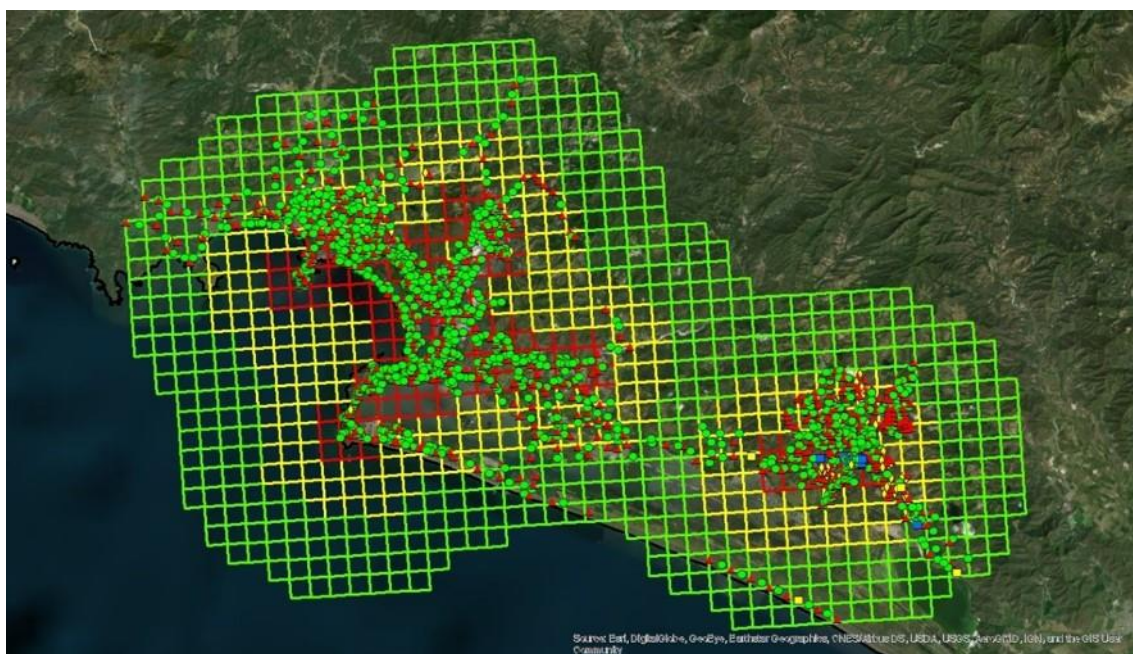 Source: Esri, DigitalGlobe, GeoEye, Earthstar Geographics, CNES/Airbus DS, USDA, USGS, AeroGRID, IGN, and the GIS User
Community